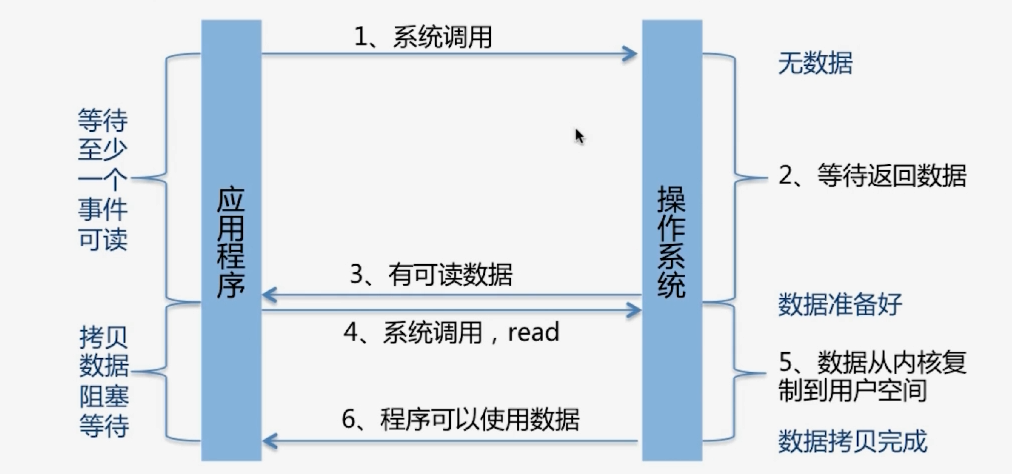 1、系统调用
无数据
等待
至少
一个
事件
可读
应用程序
操作系统
2、等待返回数据
3、有可读数据
数据准备好
4、系统调用，read
拷贝
数据
阻塞
等待
5、数据从内核复
制到用户空间
6、程序可以使用数据
数据拷贝完成